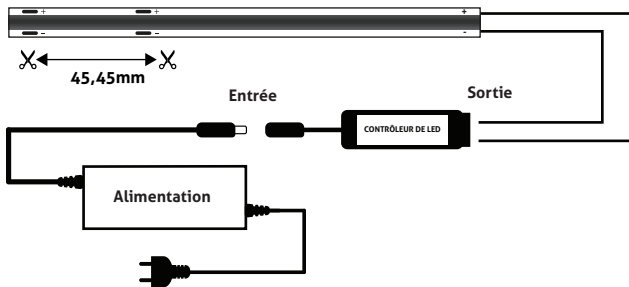 + + +
- - -
45,45mm
Entrée
Sortie
CONTRÔLEUR DE LED
Alimentation